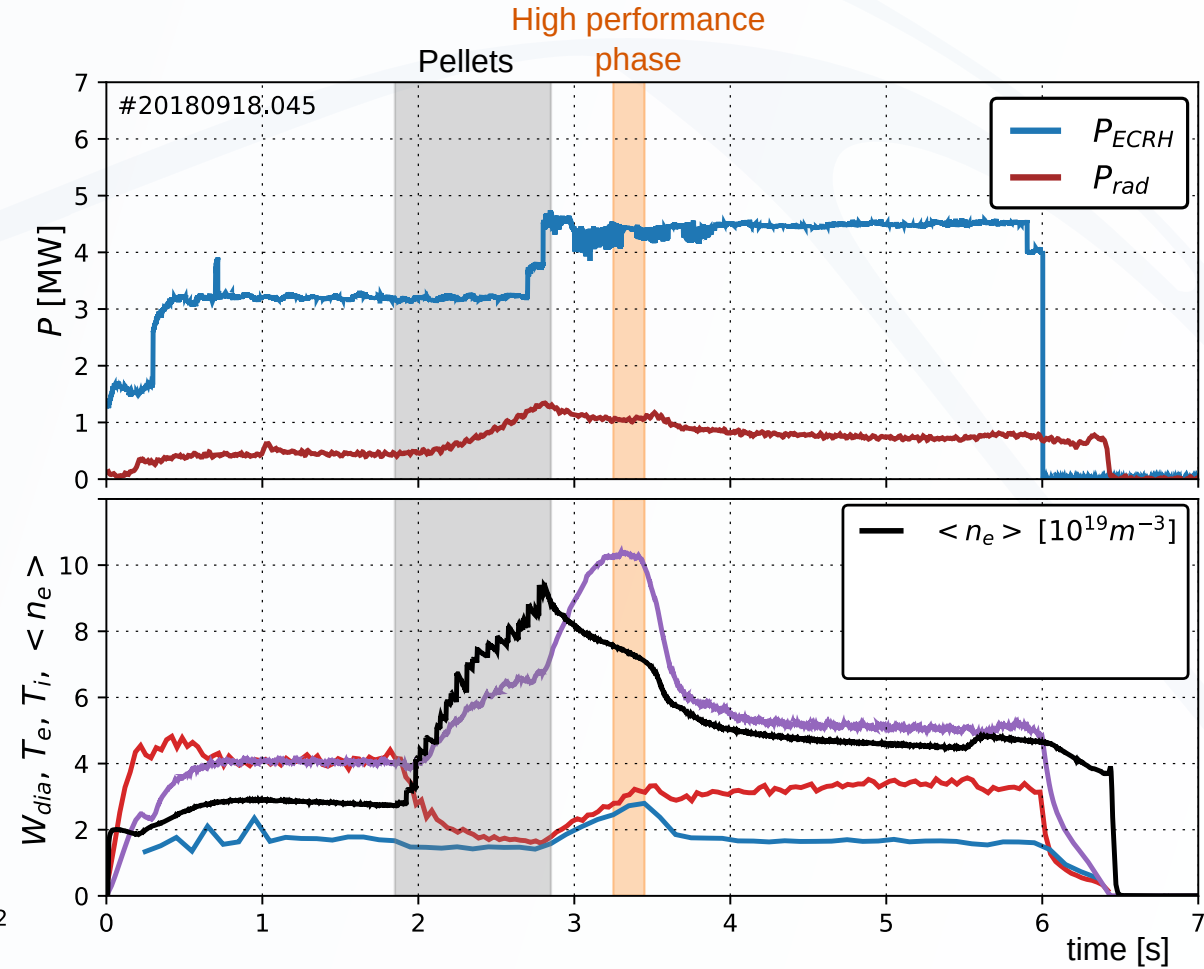 High performance
phase
Pellets
#20180918.045
P_ECRH
P_rad
P [MW]
7
6
5
4
3
2
1
0
<n_e> [10^19 m^-3]
W_dia, T_e, T_i, <n_e>
10
8
6
4
2
0
0 1 2 3 4 5 6 7
time [s]
2